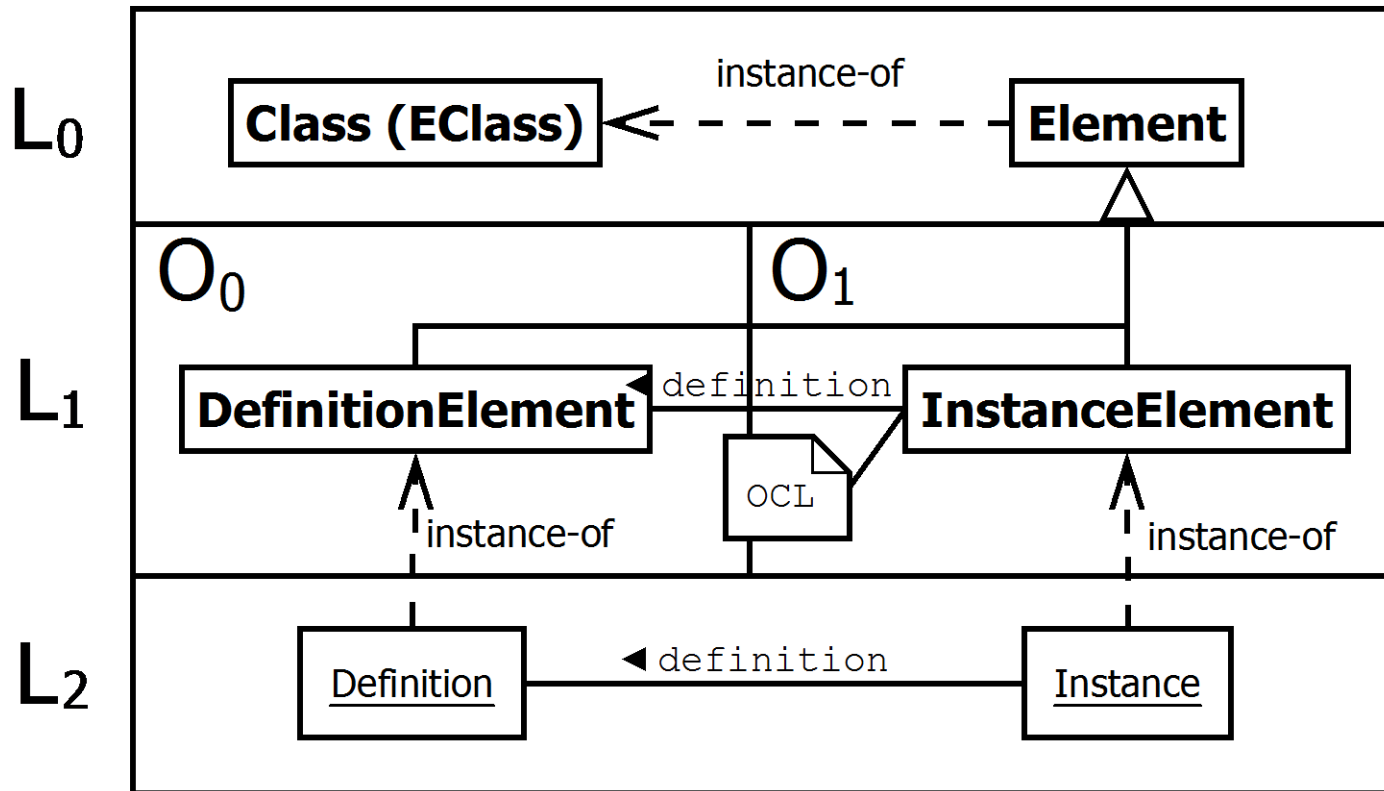 instance-of
L0
Class (EClass)
Element
O0
O1
L1
definition
DefinitionElement
InstanceElement
OCL
instance-of
instance-of
L2
definition
Definition
Instance